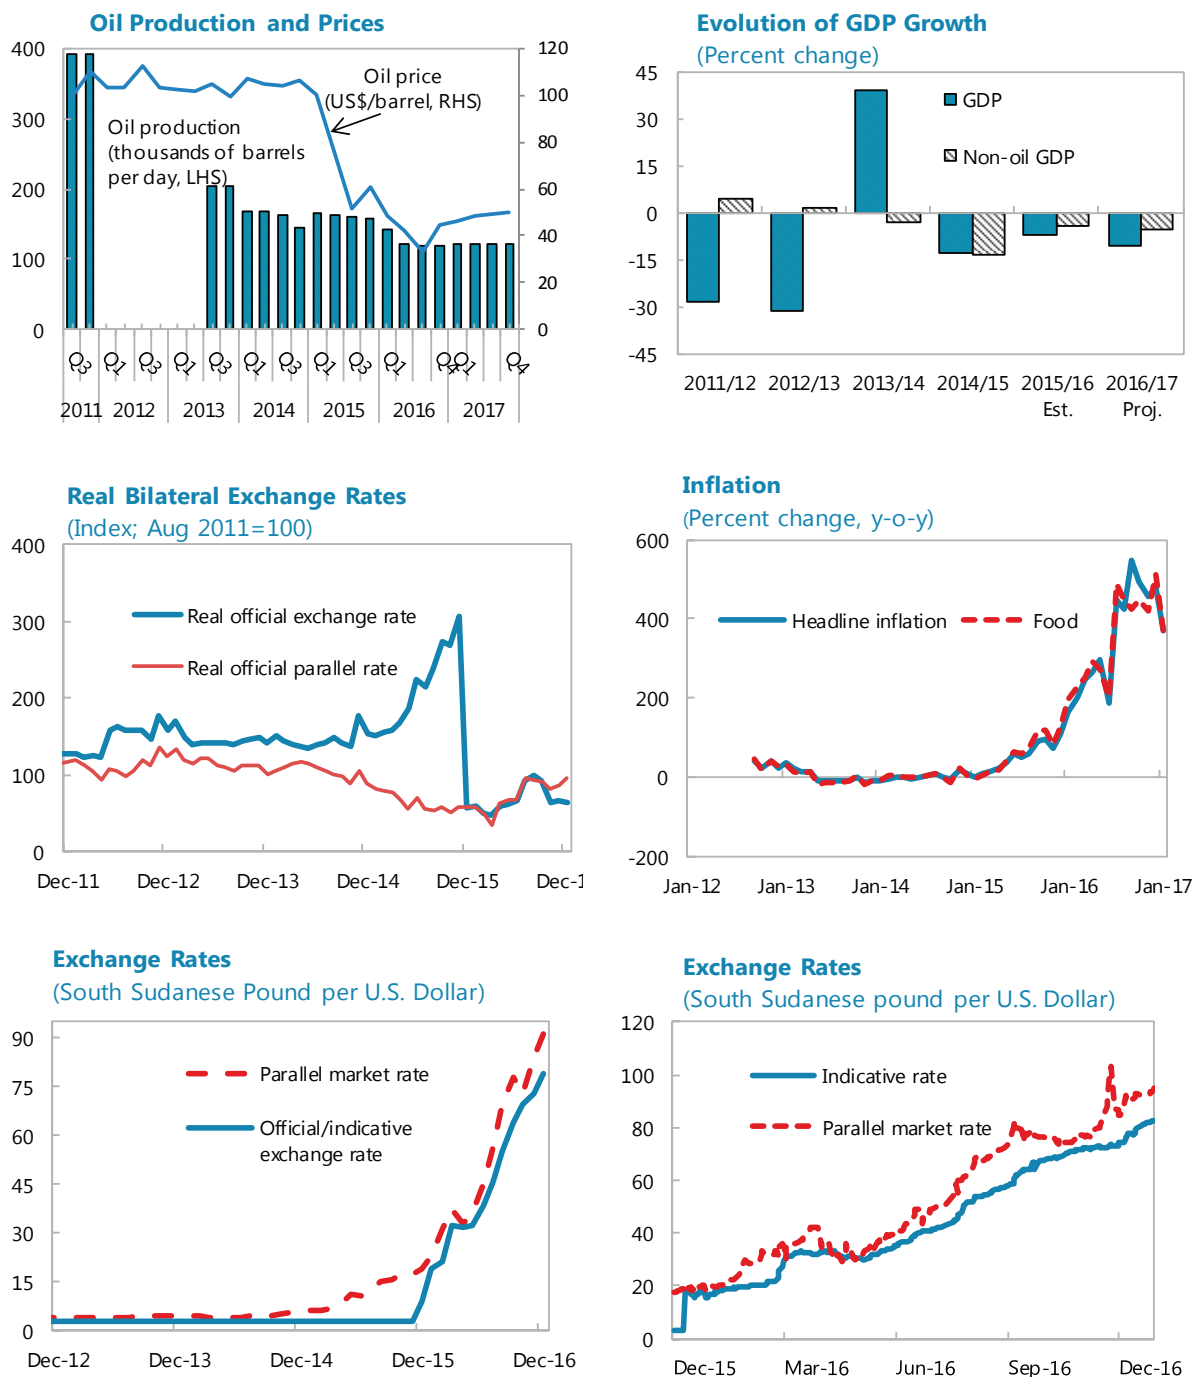 Oil Production and Prices
400
300
200
100
0
120
100
80
60
40
20
0
Oil price
(US$/barrel, RHS)
Oil production
(thousands of barrels
per day, LHS)
Q3
Q1
Q3
Q1
Q3
Q1
Q3
Q1
Q3
Q1
Q4
Q1
Q4
2011
2012
2013
2014
2015
2016
2017
Evolution of GDP Growth
(Percent change)
45
30
15
0
-15
-30
-45
GDP
Non-oil GDP
2011/12 2012/13 2013/14 2014/15 2015/16 2016/17
Est. Proj.
Real Bilateral Exchange Rates
(Index; Aug 2011=100)
400
300
200
100
0
Real official exchange rate
Real official parallel rate
Dec-11 Dec-12 Dec-13 Dec-14 Dec-15 Dec-1
Inflation
(Percent change, y-o-y)
600
400
200
0
-200
Headline inflation Food
Jan-12 Jan-13 Jan-14 Jan-15 Jan-16 Jan-17
Exchange Rates
(South Sudanese Pound per U.S. Dollar)
90
75
60
45
30
15
0
Parallel market rate
Official/indicative
exchange rate
Dec-12 Dec-13 Dec-14 Dec-15 Dec-16
Exchange Rates
(South Sudanese pound per U.S. Dollar)
120
100
80
60
40
20
0
Indicative rate
Parallel market rate
Dec-15 Mar-16 Jun-16 Sep-16 Dec-16